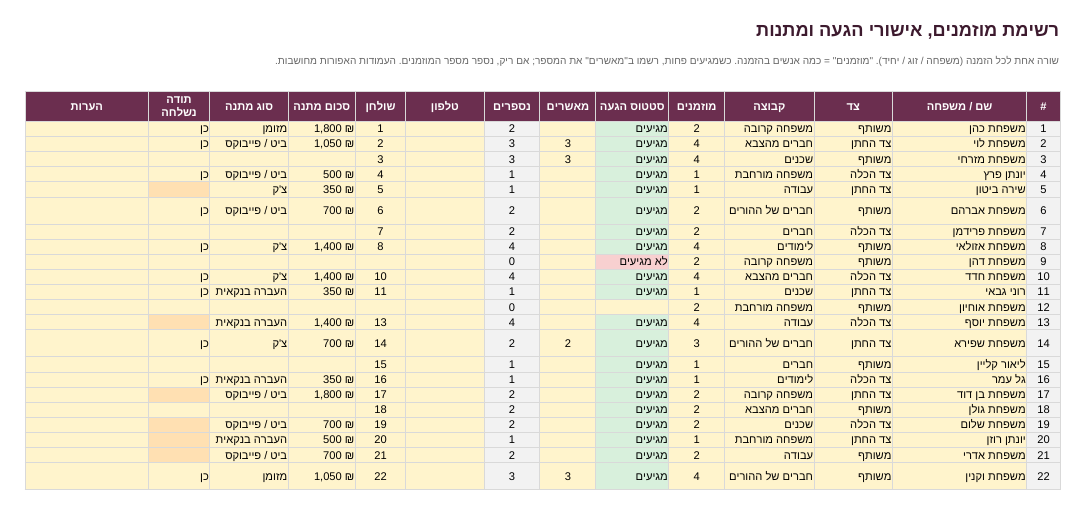 רשימת מוזמנים, אישורי הגעה ומתנות
שורה אחת לכל הזמנה (משפחה / זוג / יחיד). "מוזמנים" = כמה אנשים בהזמנה. כשמגיעים פחות, רשמו ב"מאשרים" את המספר; אם ריק, נספר מספר המוזמנים. העמודות האפורות מחושבות.
# שם / משפחה צד קבוצה מוזמנים סטטוס הגעה מאשרים נספרים טלפון שולחן סכום מתנה סוג מתנה תודה נשלחה הערות
1 משפחת כהן משותף משפחה קרובה 2 מגיעים 2 1 1,800 ₪ מזומן כן
2 משפחת לוי צד החתן חברים מהצבא 4 מגיעים 3 3 2 1,050 ₪ ביט / פייבוקס כן
3 משפחת מזרחי משותף שכנים 4 מגיעים 3 3 3
4 יונתן פרץ צד הכלה משפחה מורחבת 1 מגיעים 1 4 500 ₪ ביט / פייבוקס כן
5 שירה ביטון צד החתן עבודה 1 מגיעים 1 5 350 ₪ צ'ק
6 משפחת אברהם משותף חברים של ההורים 2 מגיעים 2 6 700 ₪ ביט / פייבוקס כן
7 משפחת פרידמן צד הכלה חברים 2 מגיעים 2 7
8 משפחת אזולאי משותף לימודים 4 מגיעים 4 8 1,400 ₪ צ'ק כן
9 משפחת דהן משותף משפחה קרובה 2 לא מגיעים 0
10 משפחת חדד צד הכלה חברים מהצבא 4 מגיעים 4 10 1,400 ₪ צ'ק כן
11 רוני גבאי צד החתן שכנים 1 מגיעים 1 11 350 ₪ העברה בנקאית כן
12 משפחת אוחיון משותף משפחה מורחבת 2 0
13 משפחת יוסף צד הכלה עבודה 4 מגיעים 4 13 1,400 ₪ העברה בנקאית
14 משפחת שפירא צד החתן חברים של ההורים 3 מגיעים 2 2 14 700 ₪ צ'ק כן
15 ליאור קליין משותף חברים 1 מגיעים 1 15
16 גל עמר צד הכלה לימודים 1 מגיעים 1 16 350 ₪ העברה בנקאית כן
17 משפחת בן דוד צד החתן משפחה קרובה 2 מגיעים 2 17 1,800 ₪ ביט / פייבוקס
18 משפחת גולן משותף חברים מהצבא 2 מגיעים 2 18
19 משפחת שלום צד הכלה שכנים 2 מגיעים 2 19 700 ₪ ביט / פייבוקס
20 יונתן רוזן צד החתן משפחה מורחבת 1 מגיעים 1 20 500 ₪ העברה בנקאית
21 משפחת אדרי משותף עבודה 2 מגיעים 2 21 700 ₪ ביט / פייבוקס
22 משפחת וקנין משותף חברים של ההורים 4 מגיעים 3 3 22 1,050 ₪ מזומן כן